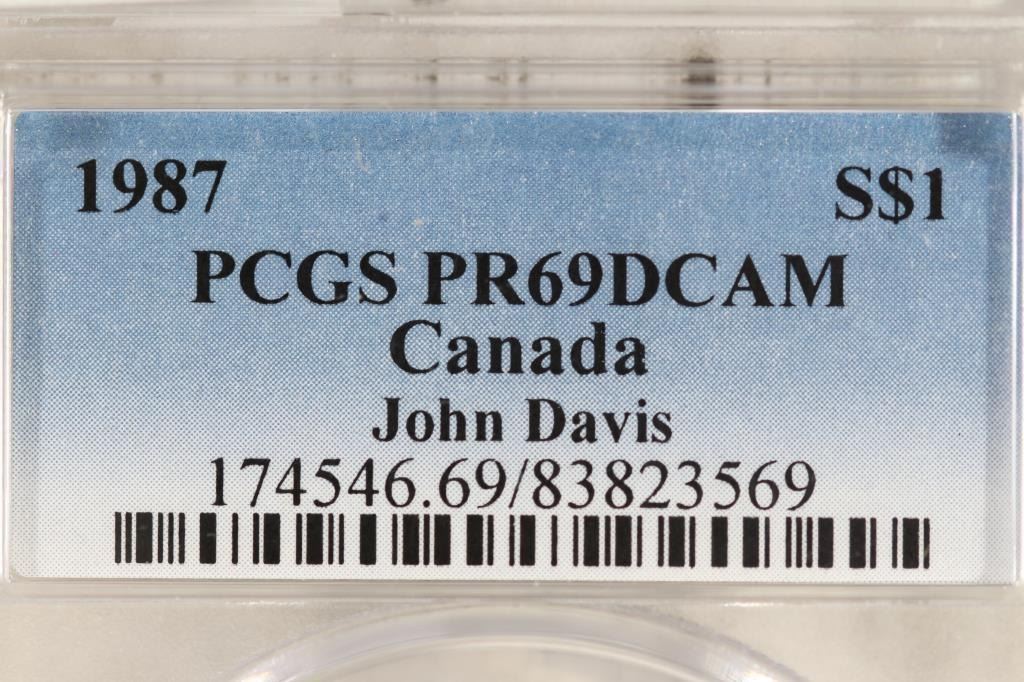 1987 S$1
PCGS PR69DCAM
Canada
John Davis
174546.69/83823569